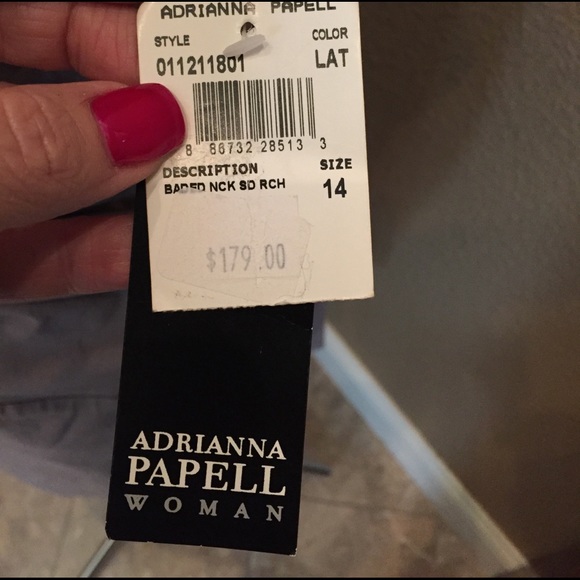 ADRIANNA PAPELL
STYLE COLOR
011211801 LAT
8 86732 28513 3
DESCRIPTION SIZE
BADED NCK SD RCH 14
$179.00
ADRIANNA
PAPELL
WOMAN